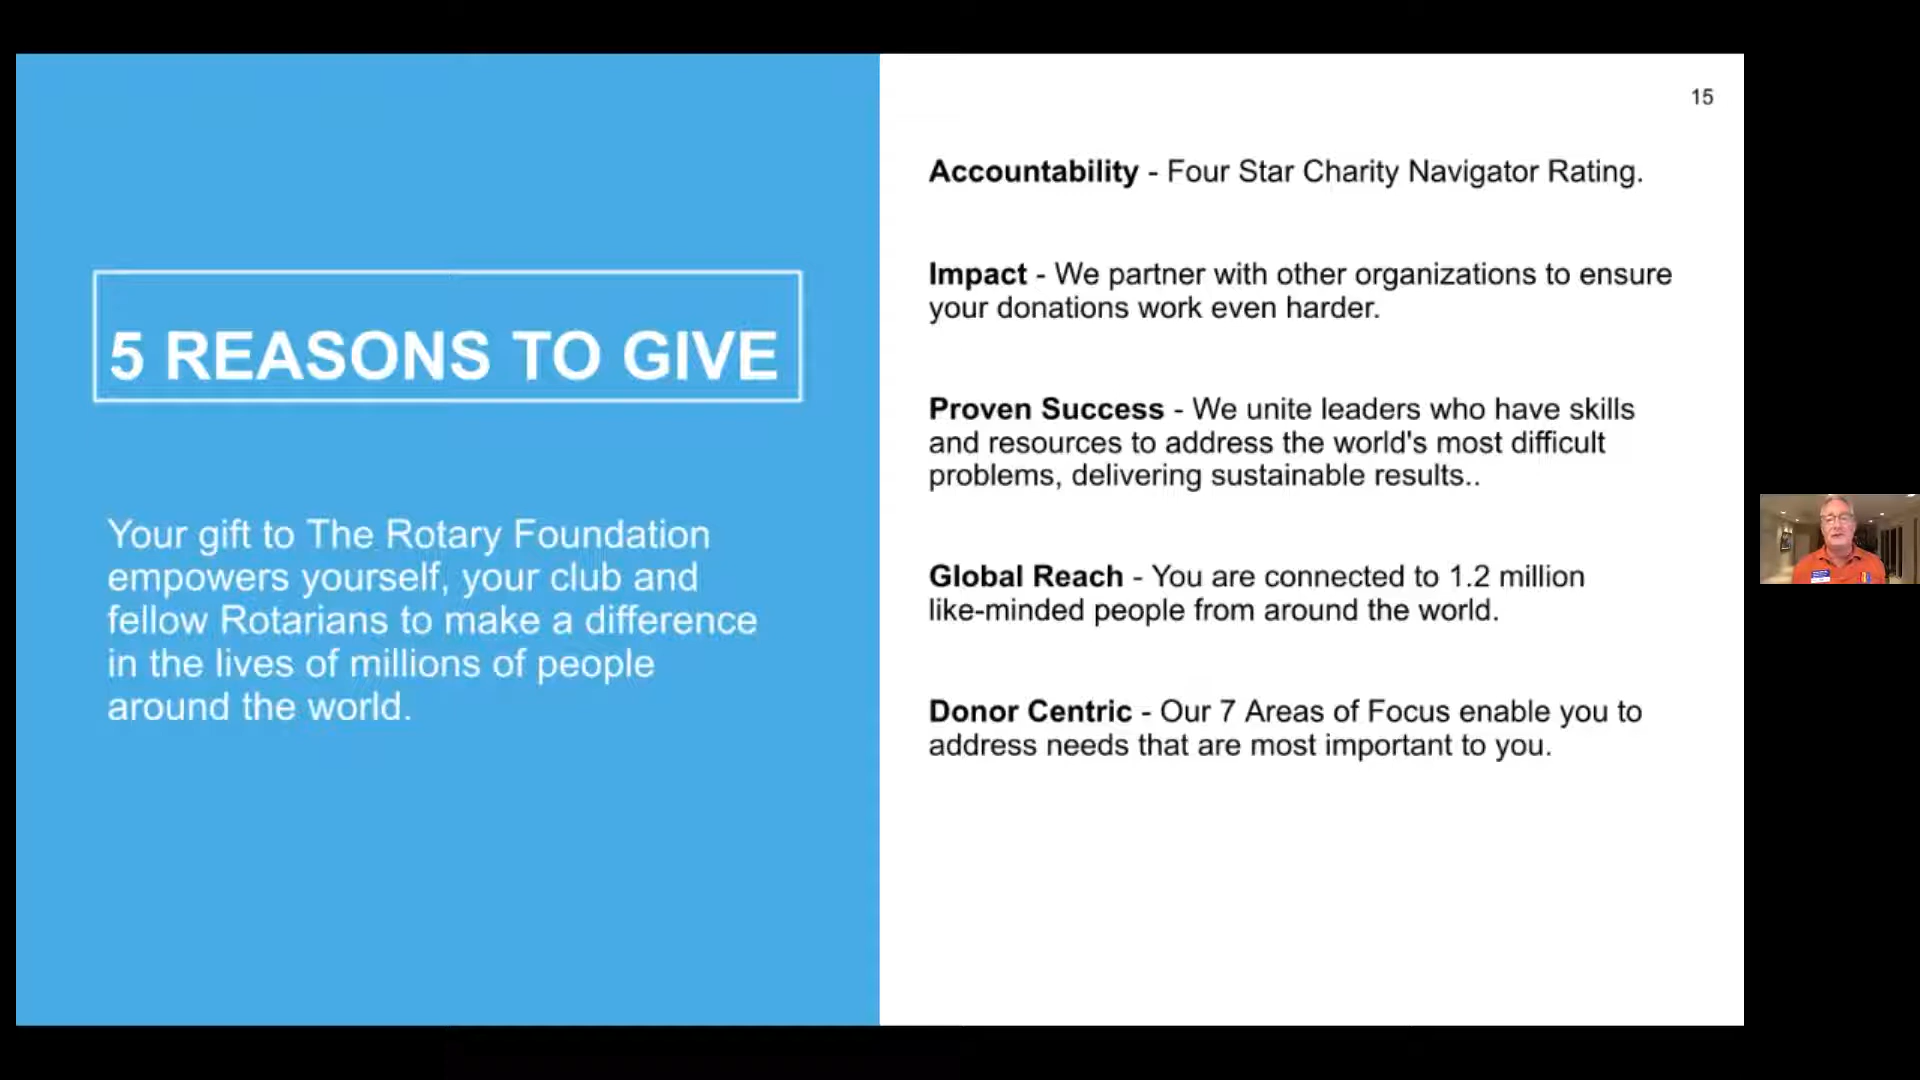 15
5 REASONS TO GIVE
Your gift to The Rotary Foundation
empowers yourself, your club and
fellow Rotarians to make a difference
in the lives of millions of people
around the world.
Accountability - Four Star Charity Navigator Rating.
Impact - We partner with other organizations to ensure
your donations work even harder.
Proven Success - We unite leaders who have skills
and resources to address the world's most difficult
problems, delivering sustainable results..
Global Reach - You are connected to 1.2 million
like-minded people from around the world.
Donor Centric - Our 7 Areas of Focus enable you to
address needs that are most important to you.